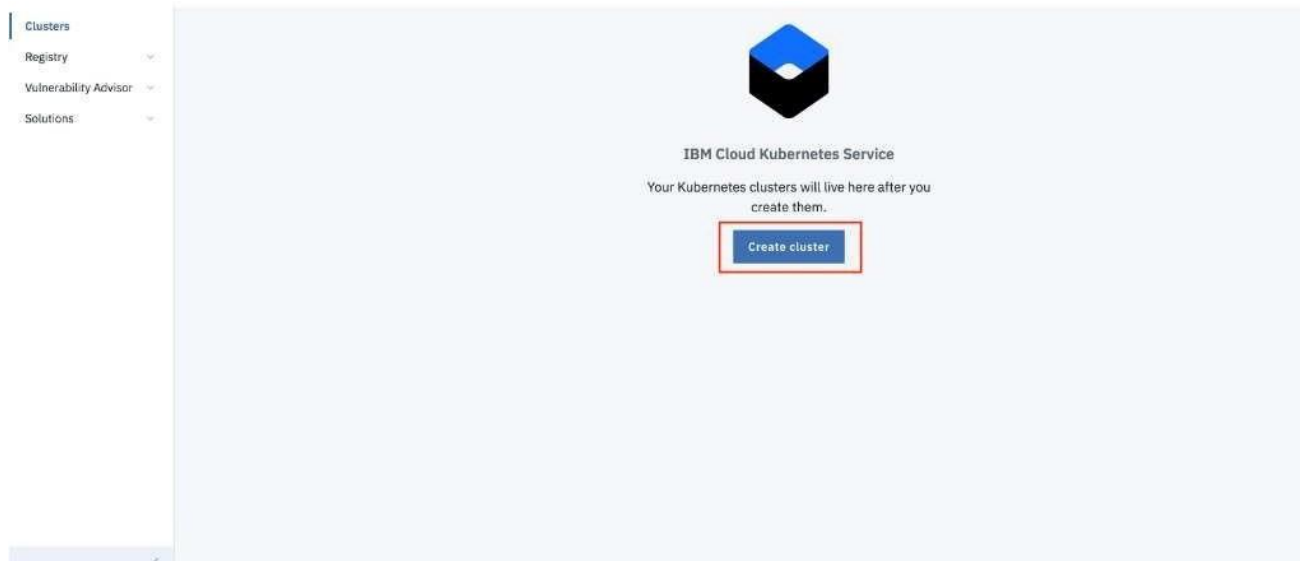 Clusters
Registry
Vulnerability Advisor
Solutions
IBM Cloud Kubernetes Service
Your Kubernetes clusters will live here after you
create them.
Create cluster